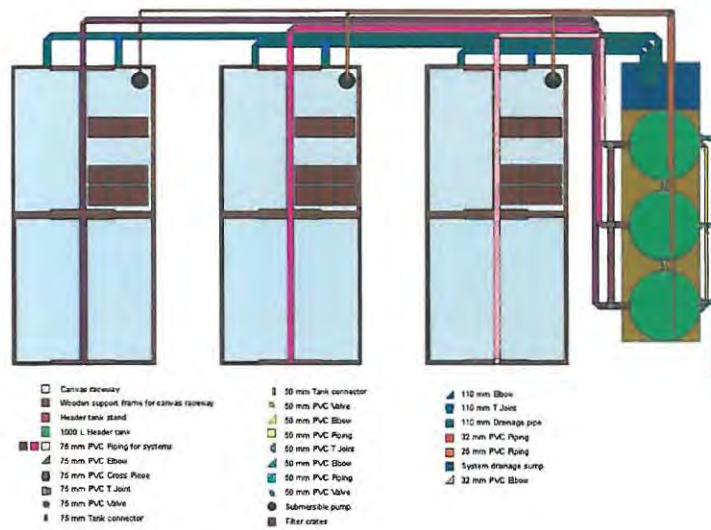 Canvas raceway
Wooden support frame for canvas raceway
Header tank stand
1000 L Header tank
76 mm PVC Piping for systems
75 mm PVC Elbow
75 mm PVC Cross Piece
75 mm PVC T Joint
75 mm PVC Valve
75 mm Tank connector
50 mm Tank connector
50 mm PVC Valve
50 mm PVC Elbow
50 mm PVC Piping
50 mm PVC T Joint
50 mm PVC Elbow
50 mm PVC Piping
50 mm PVC Valve
Submersible pump
Filter crates
110 mm Elbow
110 mm T Joint
110 mm Drainage pipe
32 mm PVC Piping
25 mm PVC Piping
System drainage sump
32 mm PVC Elbow